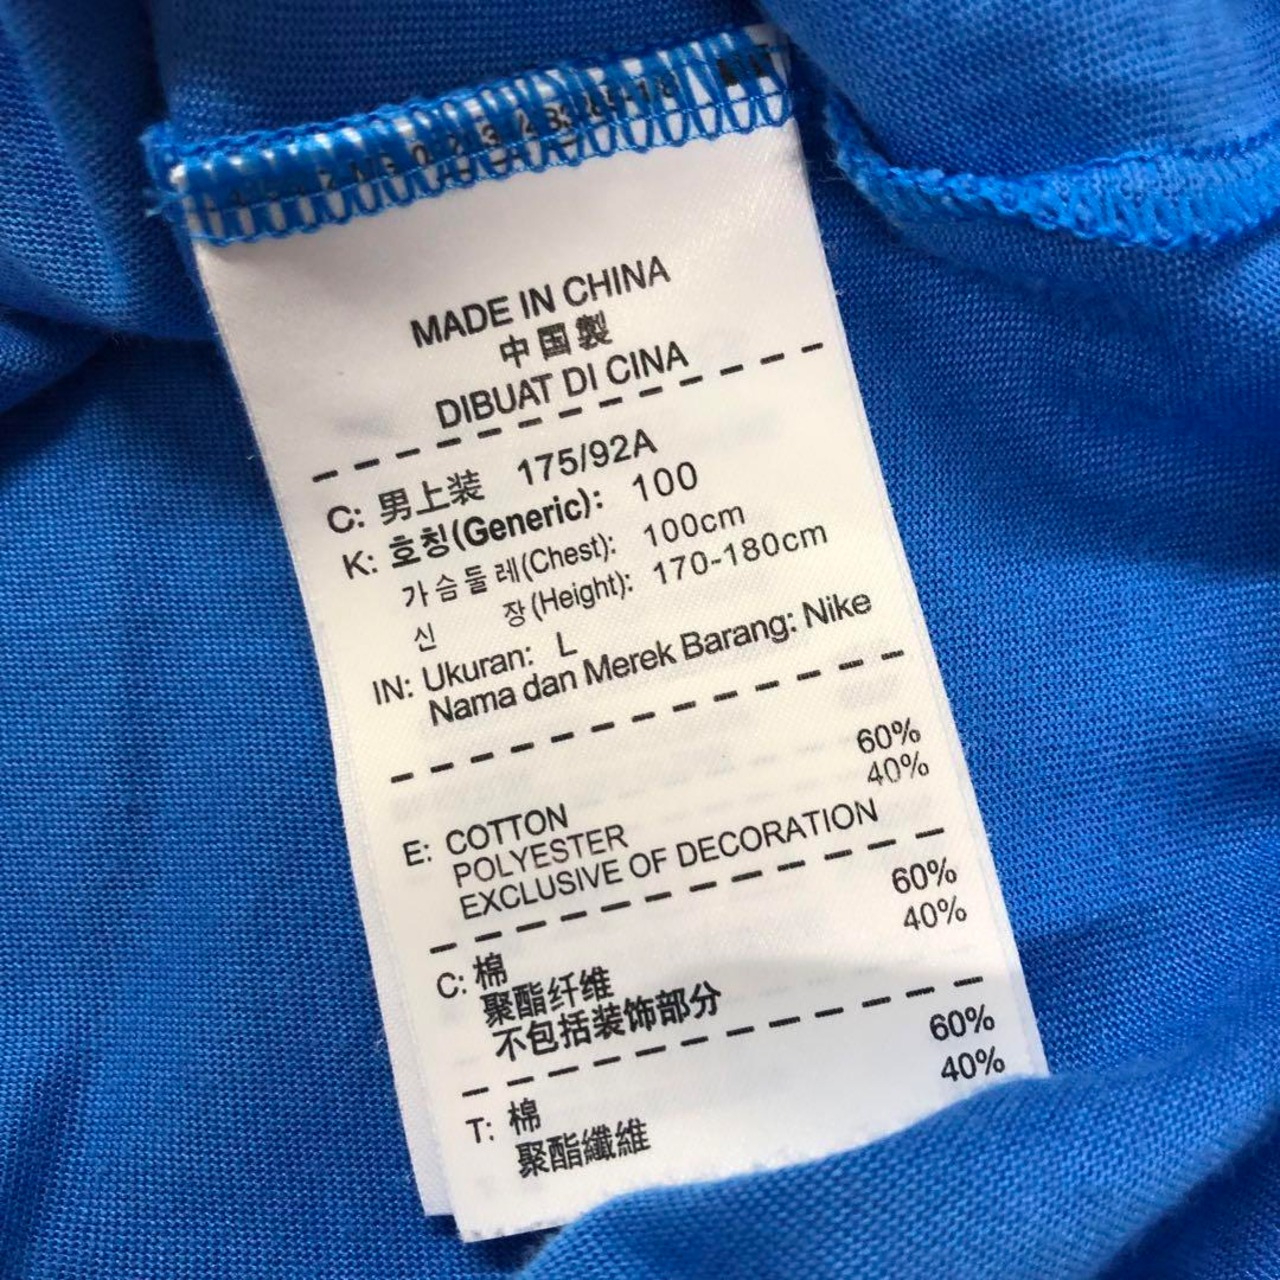 MADE IN CHINA
中国製
DIBUAT DI CINA
C: 男上装 175/92A
K: 호칭(Generic): 100
가슴둘레(Chest): 100cm
신 장(Height): 170-180cm
IN: Ukuran: L
Nama dan Merek Barang: Nike
E: COTTON 60%
POLYESTER 40%
EXCLUSIVE OF DECORATION
C: 棉 60%
聚酯纤维 40%
不包括装饰部分
T: 棉 60%
聚酯纖維 40%